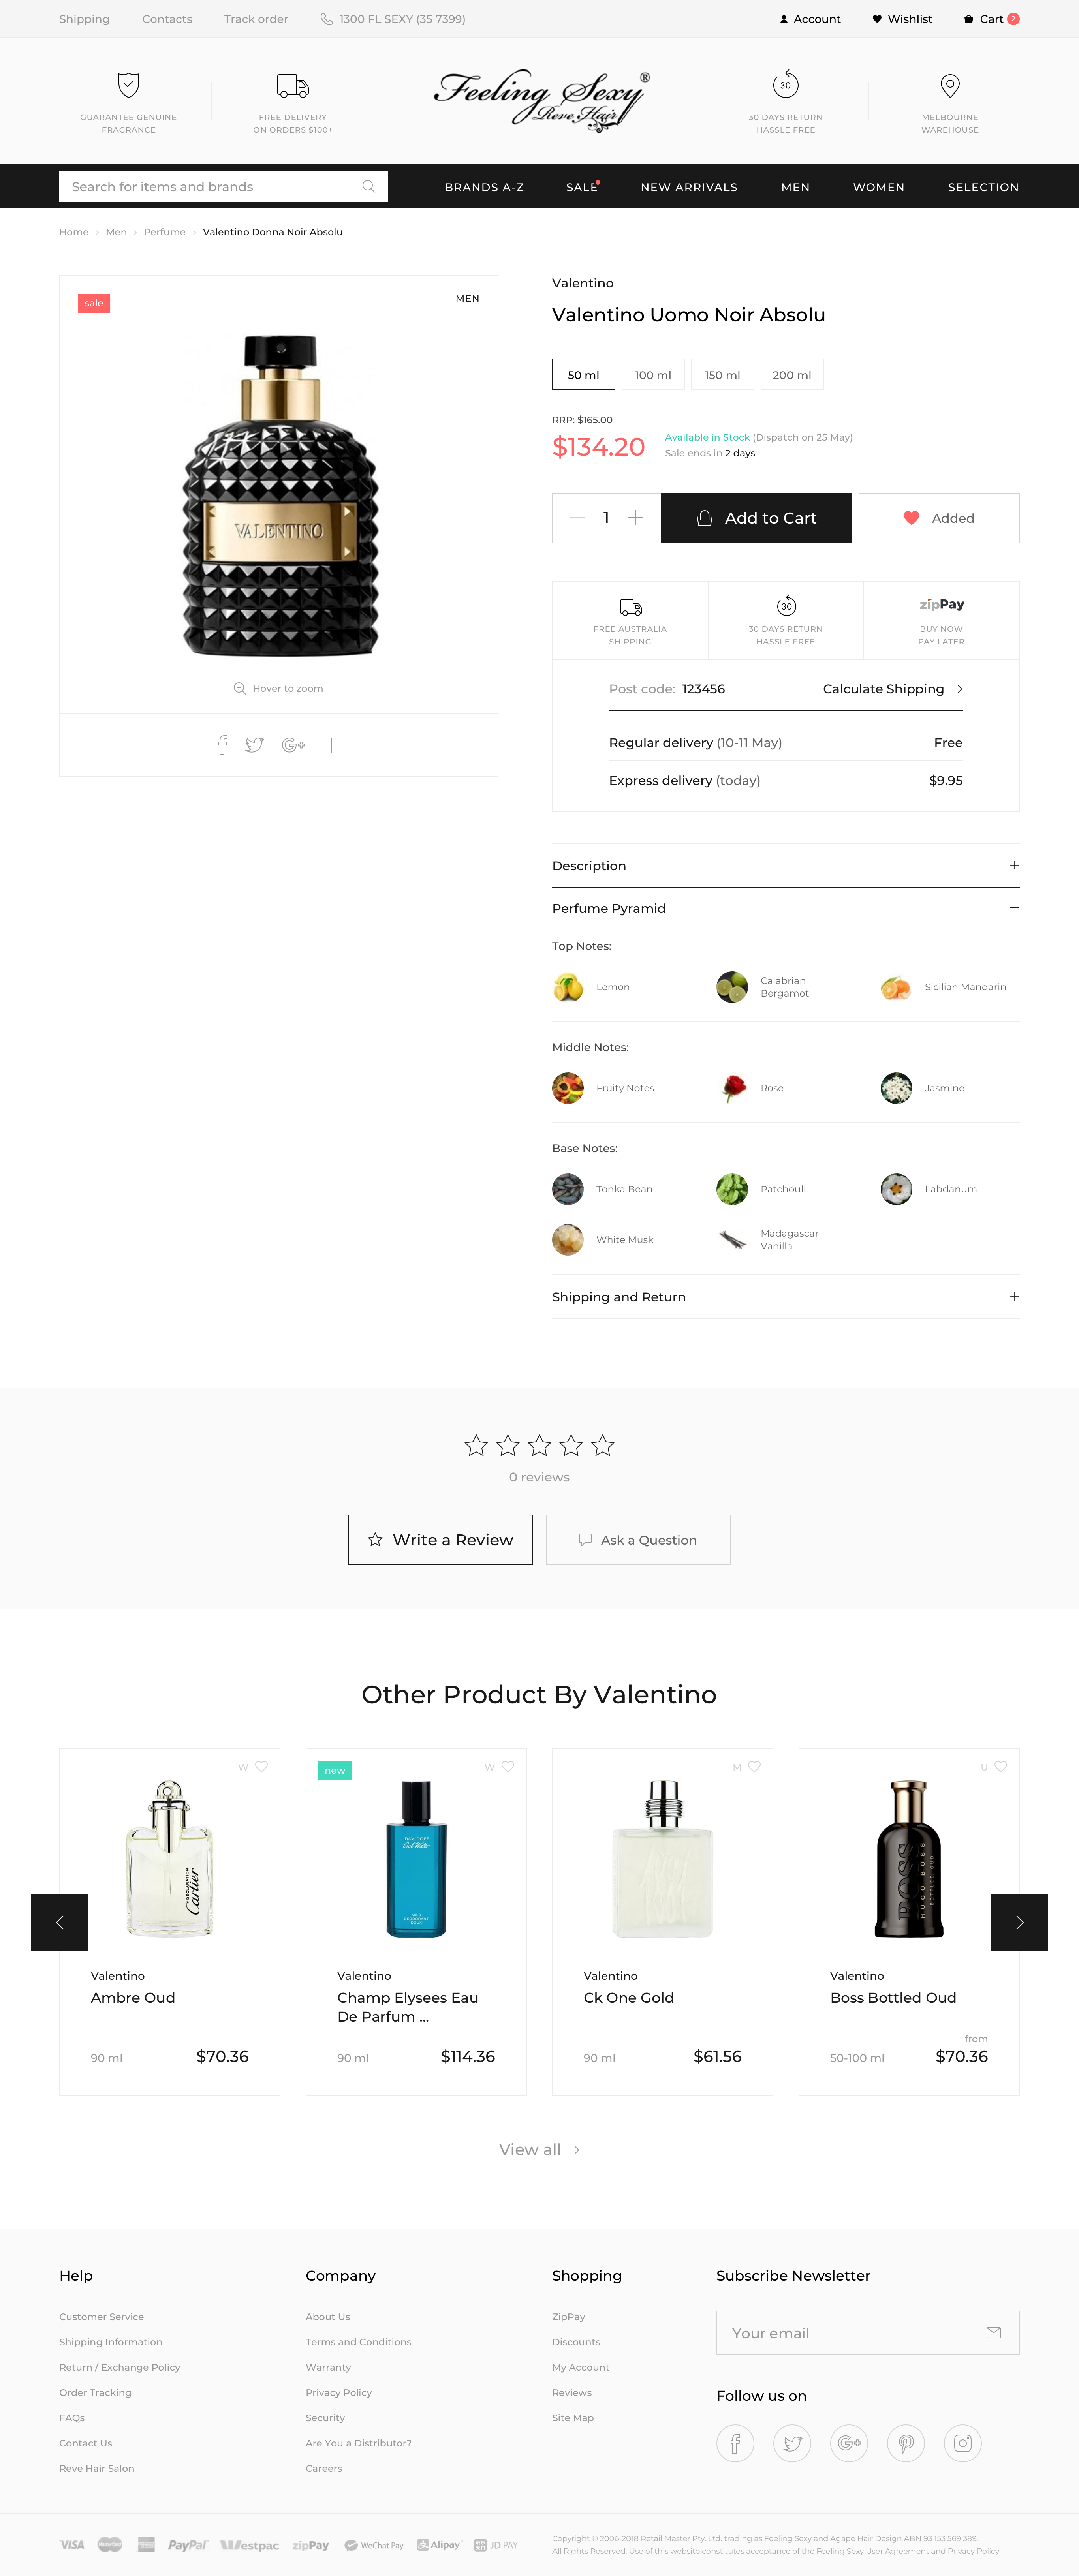 Shipping Contacts Track order 1300 FL SEXY (35 7399) Account Wishlist Cart 2
Feeling Sexy®
Reve Hair
GUARANTEE GENUINE
FRAGRANCE
FREE DELIVERY
ON ORDERS $100+
30
30 DAYS RETURN
HASSLE FREE
MELBOURNE
WAREHOUSE
Search for items and brands BRANDS A-Z SALE NEW ARRIVALS MEN WOMEN SELECTION
Home › Men › Perfume › Valentino Donna Noir Absolu
sale
MEN
VALENTINO
Hover to zoom
Valentino
Valentino Uomo Noir Absolu
50 ml 100 ml 150 ml 200 ml
RRP: $165.00
$134.20
Available in Stock (Dispatch on 25 May)
Sale ends in 2 days
1 Add to Cart Added
FREE AUSTRALIA
SHIPPING
30
30 DAYS RETURN
HASSLE FREE
zipPay
BUY NOW
PAY LATER
Post code: 123456 Calculate Shipping →
Regular delivery (10-11 May) Free
Express delivery (today) $9.95
Description +
Perfume Pyramid −
Top Notes:
Lemon
Calabrian
Bergamot
Sicilian Mandarin
Middle Notes:
Fruity Notes Rose Jasmine
Base Notes:
Tonka Bean Patchouli Labdanum
White Musk
Madagascar
Vanilla
Shipping and Return +
0 reviews
Write a Review Ask a Question
Other Product By Valentino
W
DÉCLARATION
Cartier
Valentino
Ambre Oud
90 ml $70.36
new
W
DAVIDOFF
Cool Water
MILD
DEODORANT
Valentino
Champ Elysees Eau
De Parfum ...
90 ml $114.36
M
Valentino
Ck One Gold
90 ml $61.56
U
BOSS
HUGO BOSS
BOTTLED OUD
Valentino
Boss Bottled Oud
from
50-100 ml $70.36
View all →
Help
Customer Service
Shipping Information
Return / Exchange Policy
Order Tracking
FAQs
Contact Us
Reve Hair Salon
Company
About Us
Terms and Conditions
Warranty
Privacy Policy
Security
Are You a Distributor?
Careers
Shopping
ZipPay
Discounts
My Account
Reviews
Site Map
Subscribe Newsletter
Your email
Follow us on
VISA MasterCard PayPal Westpac zipPay WeChat Pay Alipay JD PAY
Copyright © 2006-2018 Retail Master Pty. Ltd. trading as Feeling Sexy and Agape Hair Design ABN 93 153 569 389.
All Rights Reserved. Use of this website constitutes acceptance of the Feeling Sexy User Agreement and Privacy Policy.